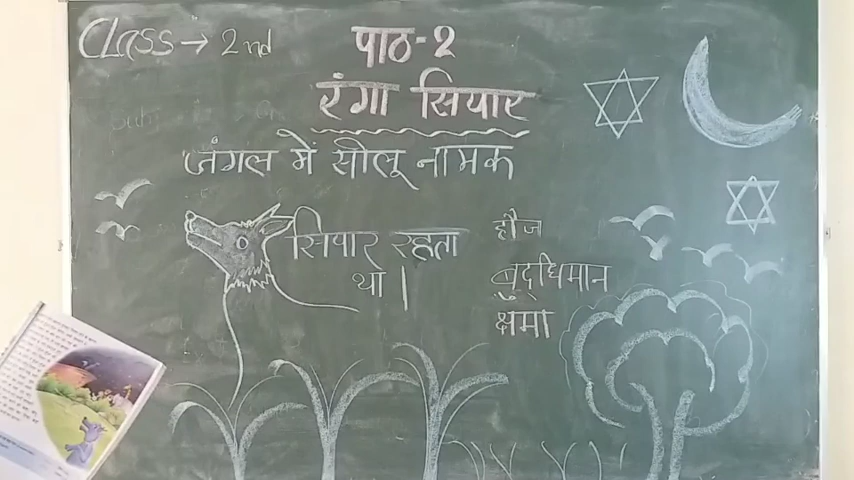 CLASS → 2nd
पाठ-2
रंगा सियार
जंगल में सीलू नामक
सियार रहता
था।
हौज
बुद्धिमान
क्षमा